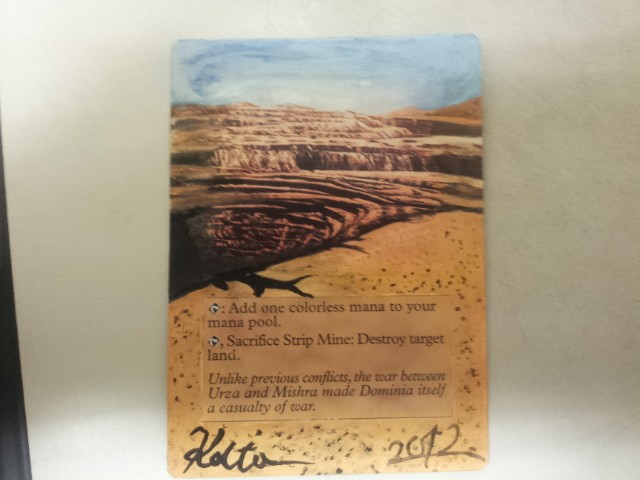 : Add one colorless mana to your
mana pool.
, Sacrifice Strip Mine: Destroy target
land.
Unlike previous conflicts, the war between
Urza and Mishra made Dominia itself
a casualty of war.
2012